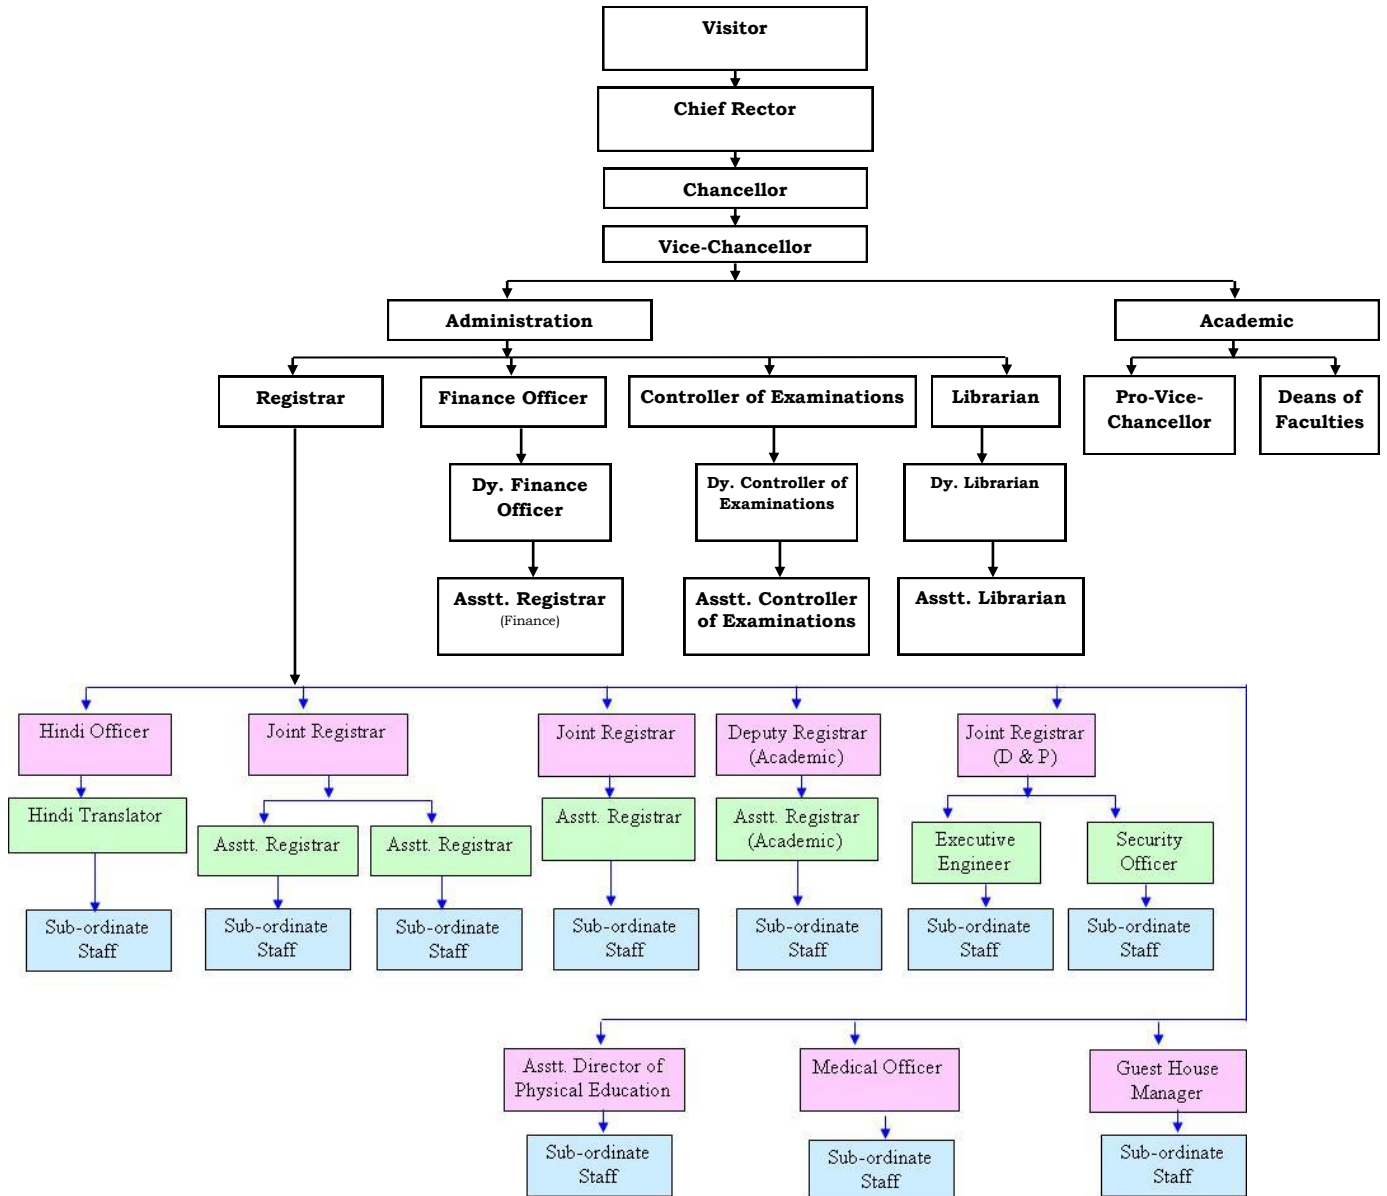 Visitor
Chief Rector
Chancellor
Vice-Chancellor
Administration
Academic
Registrar
Finance Officer
Controller of Examinations
Librarian
Pro-Vice-
Chancellor
Deans of
Faculties
Dy. Finance
Officer
Dy. Controller of
Examinations
Dy. Librarian
Asstt. Registrar
(Finance)
Asstt. Controller
of Examinations
Asstt. Librarian
Hindi Officer
Joint Registrar
Joint Registrar
Deputy Registrar
(Academic)
Joint Registrar
(D & P)
Hindi Translator
Asstt. Registrar
Asstt. Registrar
Asstt. Registrar
Asstt. Registrar
(Academic)
Executive
Engineer
Security
Officer
Sub-ordinate
Staff
Sub-ordinate
Staff
Sub-ordinate
Staff
Sub-ordinate
Staff
Sub-ordinate
Staff
Sub-ordinate
Staff
Sub-ordinate
Staff
Asstt. Director of
Physical Education
Medical Officer
Guest House
Manager
Sub-ordinate
Staff
Sub-ordinate
Staff
Sub-ordinate
Staff